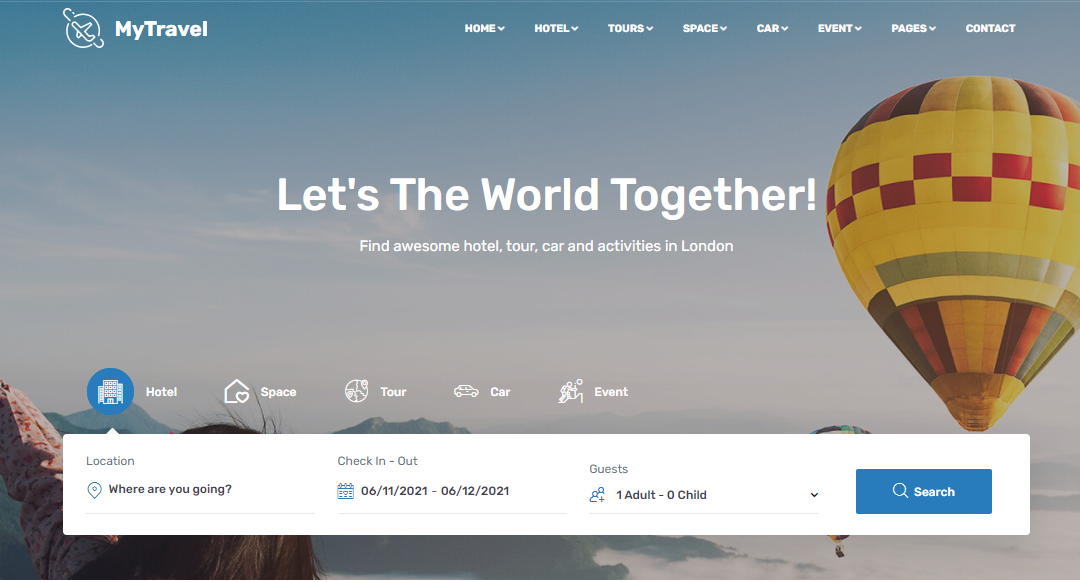 MyTravel
HOME HOTEL TOURS SPACE CAR EVENT PAGES CONTACT
Let's The World Together!
Find awesome hotel, tour, car and activities in London
Hotel Space Tour Car Event
Location Check In - Out Guests
Where are you going? 06/11/2021 - 06/12/2021 1 Adult - 0 Child Search